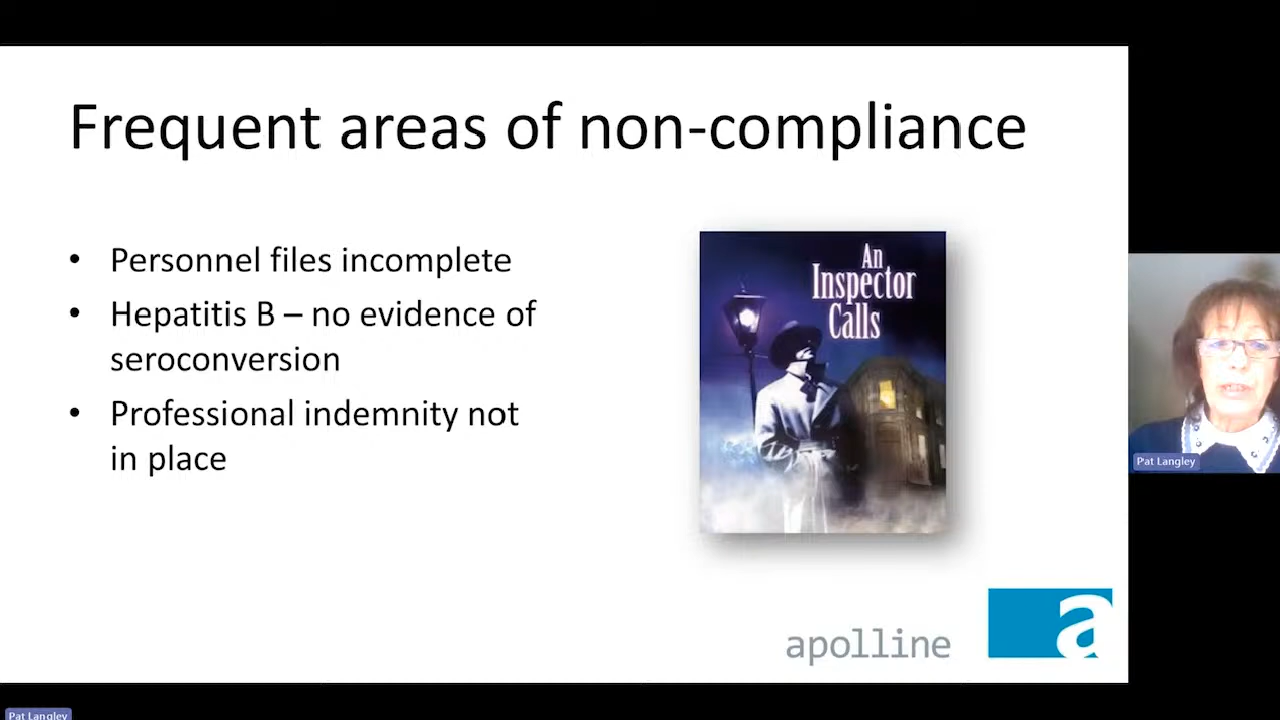 Frequent areas of non-compliance
• Personnel files incomplete
• Hepatitis B – no evidence of
seroconversion
• Professional indemnity not
in place
An
Inspector
Calls
apolline
a
Pat Langley
Pat Langley